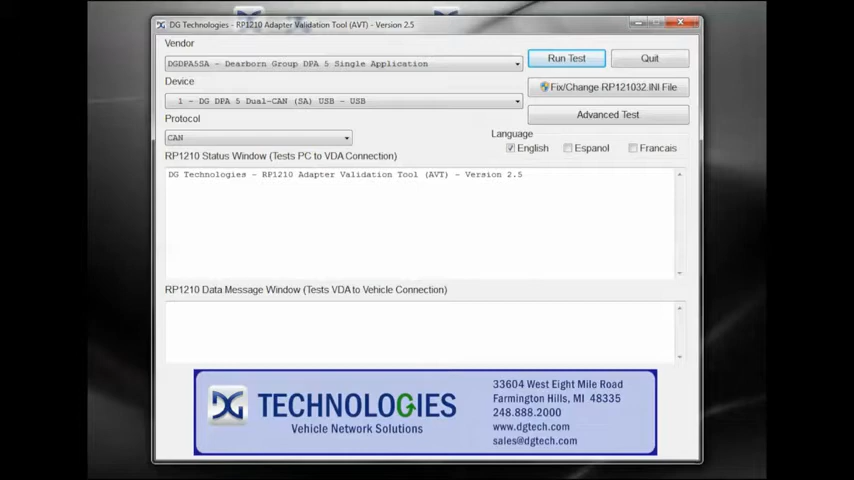 DG Technologies - RP1210 Adapter Validation Tool (AVT) - Version 2.5
Vendor
DGDPA5SA - Dearborn Group DPA 5 Single Application
Run Test
Quit
Device
Fix/Change RP121032.INI File
1 - DG DPA 5 Dual-CAN (SA) USB - USB
Advanced Test
Protocol
CAN
Language
English
Espanol
Francais
RP1210 Status Window (Tests PC to VDA Connection)
DG Technologies - RP1210 Adapter Validation Tool (AVT) - Version 2.5
RP1210 Data Message Window (Tests VDA to Vehicle Connection)
DG TECHNOLOGIES
Vehicle Network Solutions
33604 West Eight Mile Road
Farmington Hills, MI 48335
248.888.2000
www.dgtech.com
sales@dgtech.com